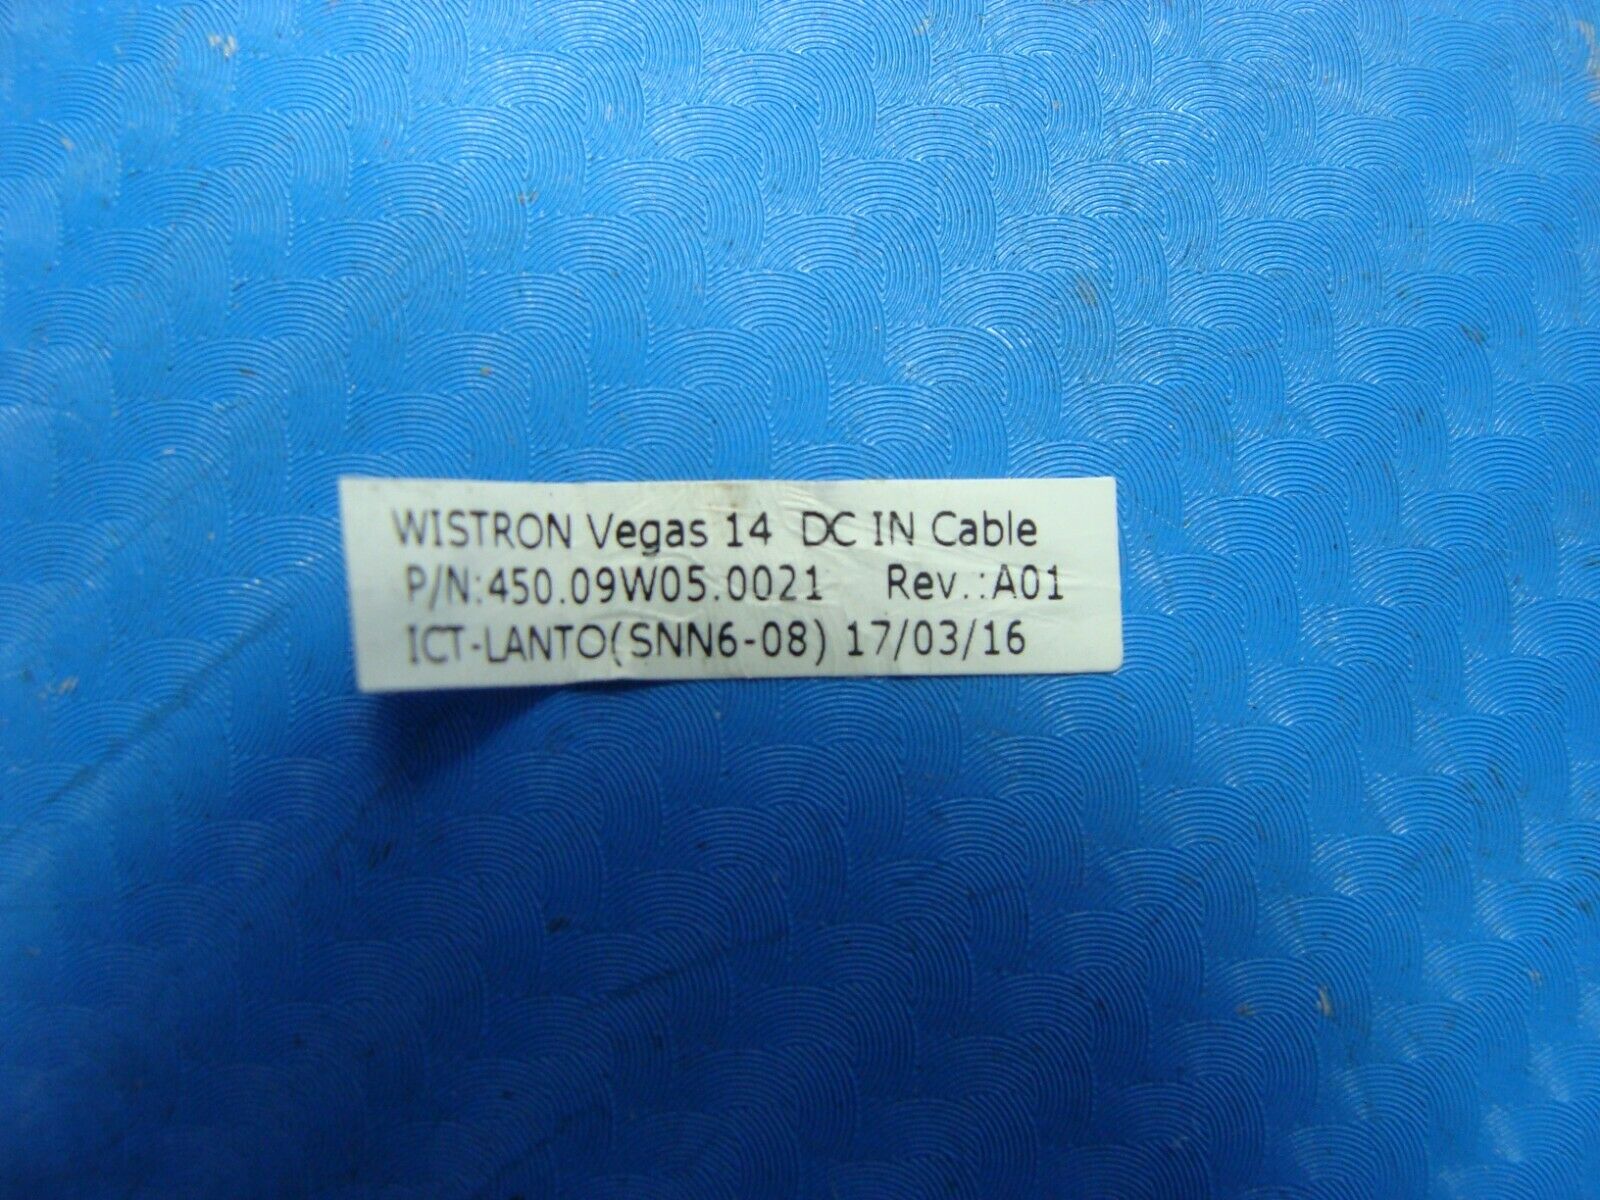 WISTRON Vegas 14 DC IN Cable
P/N:450.09W05.0021 Rev.:A01
ICT-LANTO(SNN6-08) 17/03/16